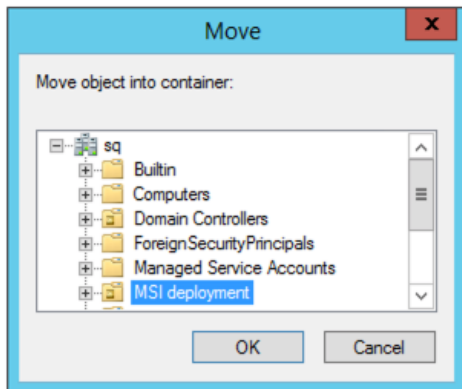 Move
x
Move object into container:
sq
Builtin
Computers
Domain Controllers
ForeignSecurityPrincipals
Managed Service Accounts
MSI deployment
OK Cancel